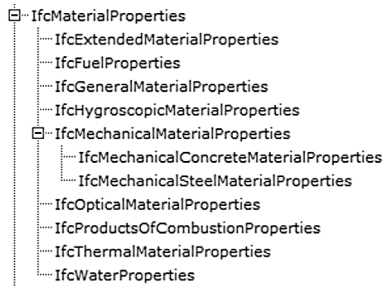 IfcMaterialProperties
IfcExtendedMaterialProperties
IfcFuelProperties
IfcGeneralMaterialProperties
IfcHygroscopicMaterialProperties
IfcMechanicalMaterialProperties
IfcMechanicalConcreteMaterialProperties
IfcMechanicalSteelMaterialProperties
IfcOpticalMaterialProperties
IfcProductsOfCombustionProperties
IfcThermalMaterialProperties
IfcWaterProperties